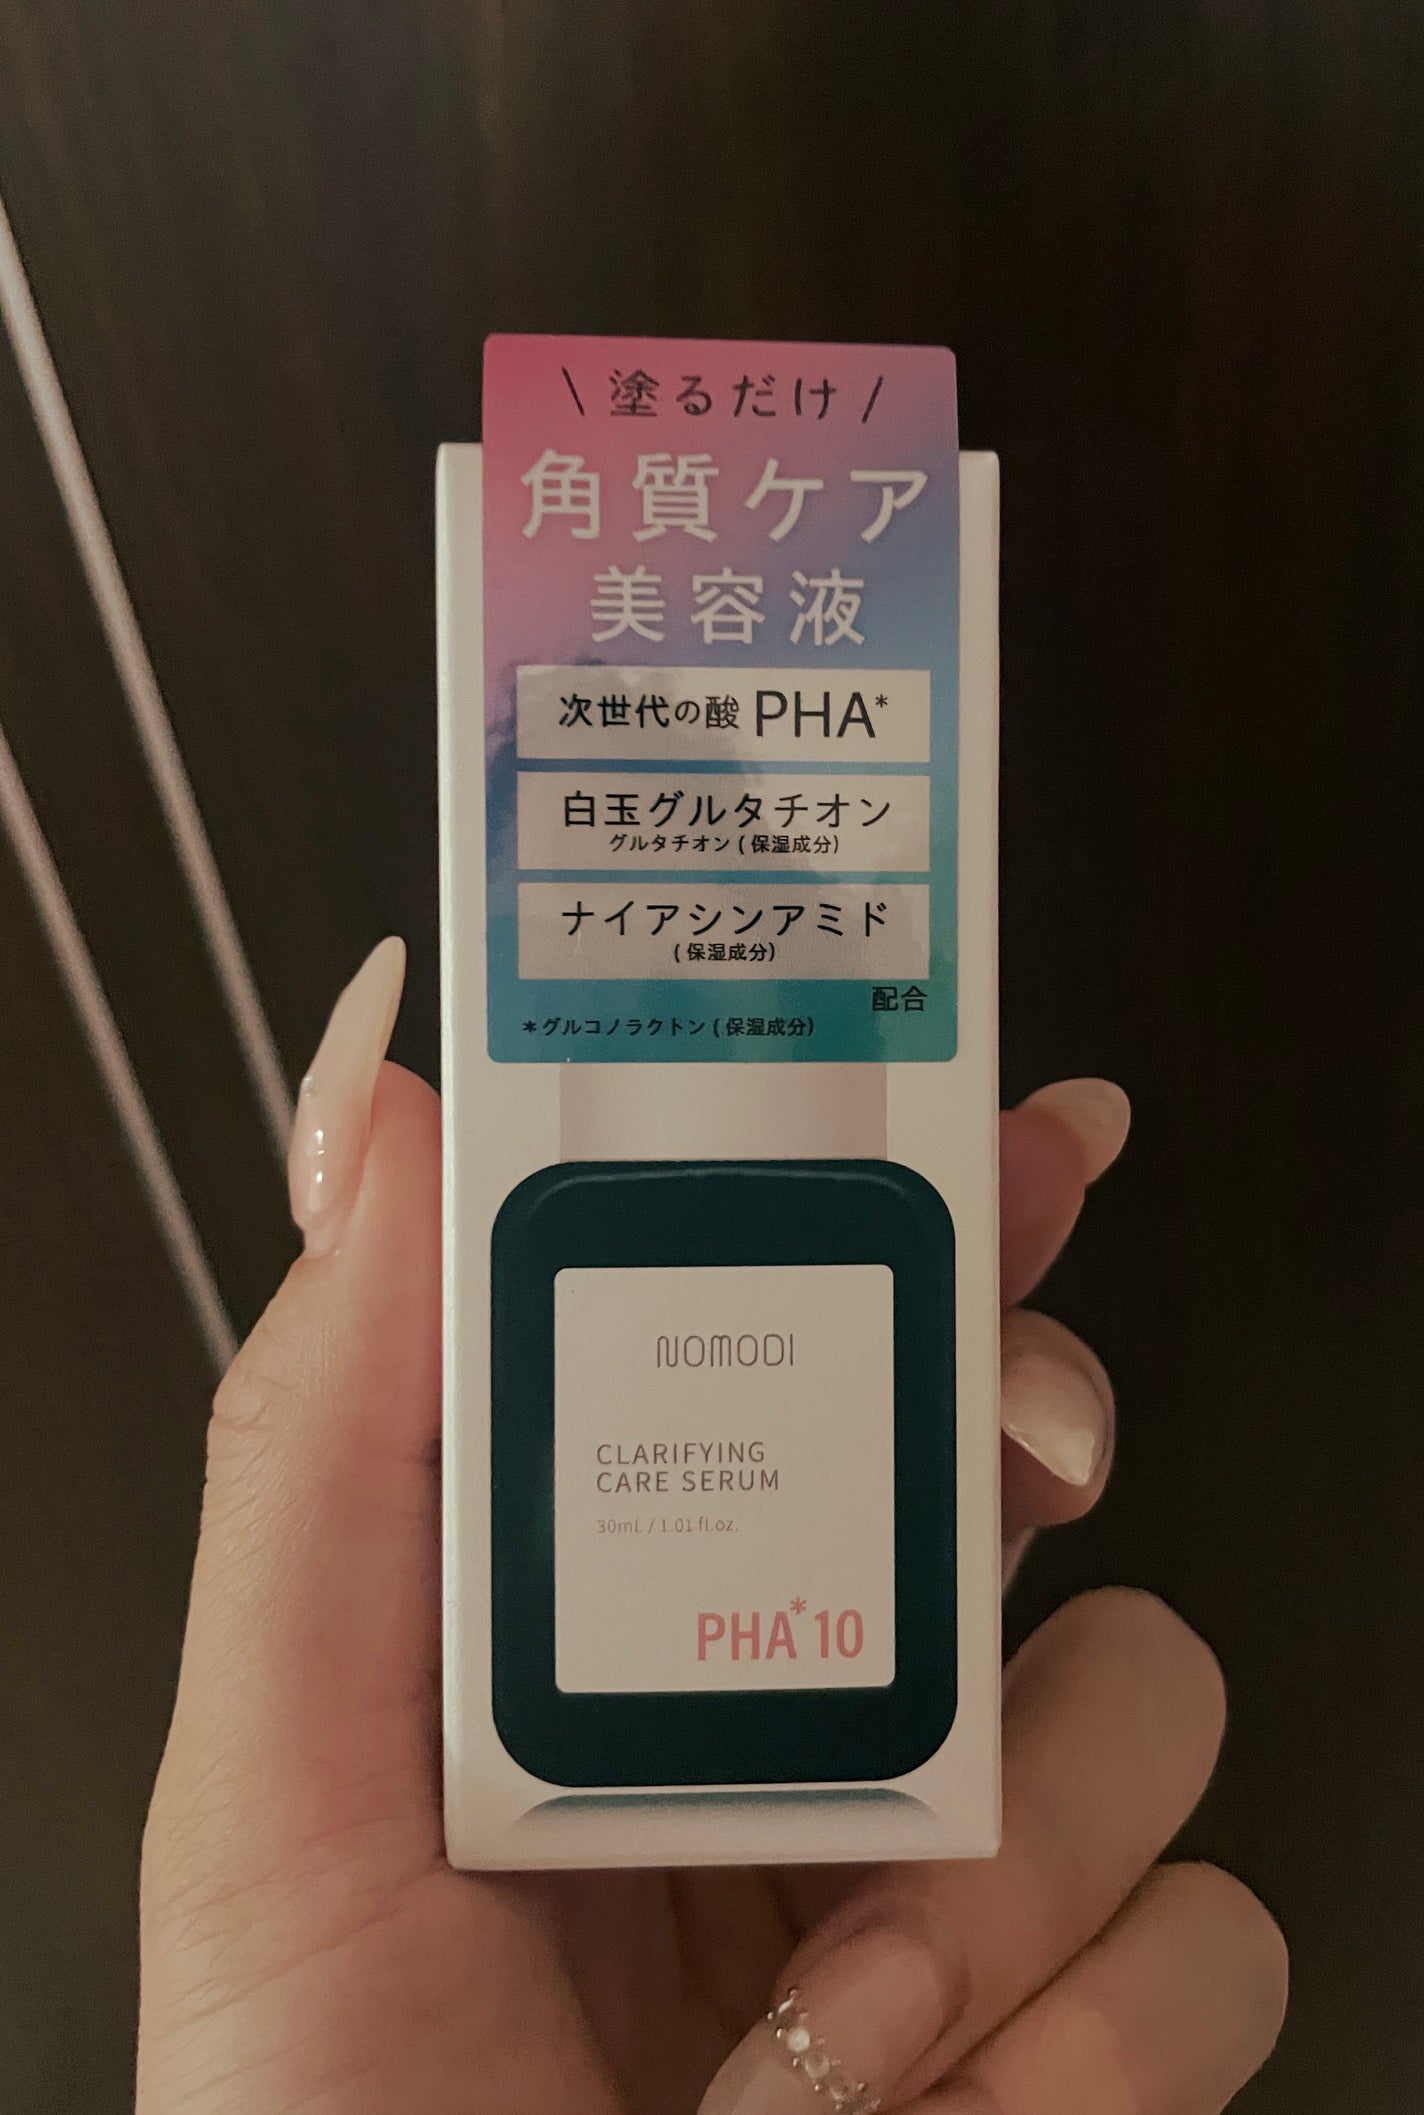 \ 塗るだけ /
角質ケア
美容液
次世代の酸 PHA*
白玉グルタチオン
グルタチオン (保湿成分)
ナイアシンアミド
(保湿成分)
配合
*グルコノラクトン (保湿成分)
NOMODI
CLARIFYING
CARE SERUM
30mL / 1.01 fl.oz.
PHA*10